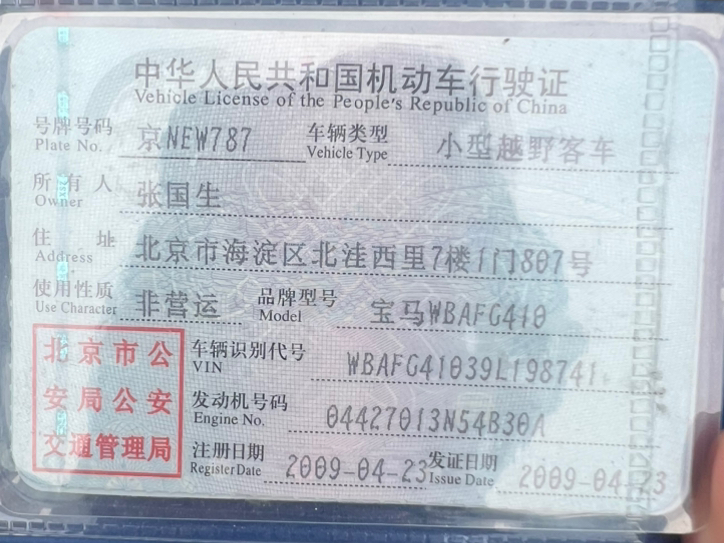 中华人民共和国机动车行驶证
Vehicle License of the People's Republic of China
号牌号码 京NEW787 车辆类型 小型越野客车
Plate No. Vehicle Type
所有人 张国生
Owner
住址 北京市海淀区北洼西里7楼1门807号
Address
使用性质 非营运 品牌型号 宝马WBAFG410
Use Character Model
北京市公安局公安交通管理局
车辆识别代号 WBAFG41039L198741
VIN
发动机号码 04427013N54B30A
Engine No.
注册日期 2009-04-23 发证日期 2009-04-23
Register Date Issue Date